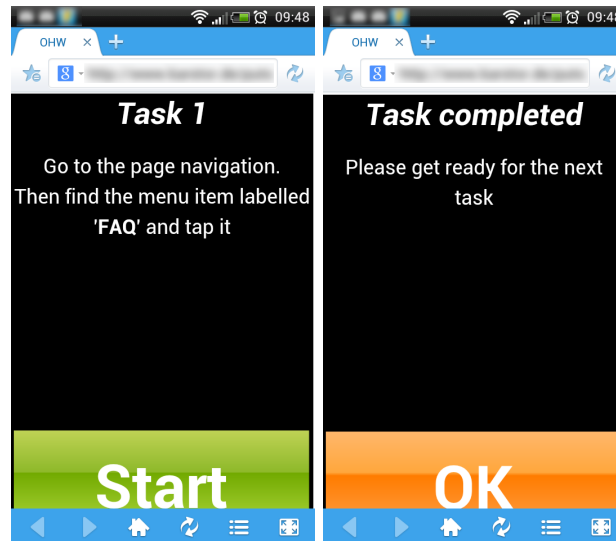 09:48
OHW
Task 1
Go to the page navigation.
Then find the menu item labelled
'FAQ' and tap it
Start
09:48
OHW
Task completed
Please get ready for the next
task
OK